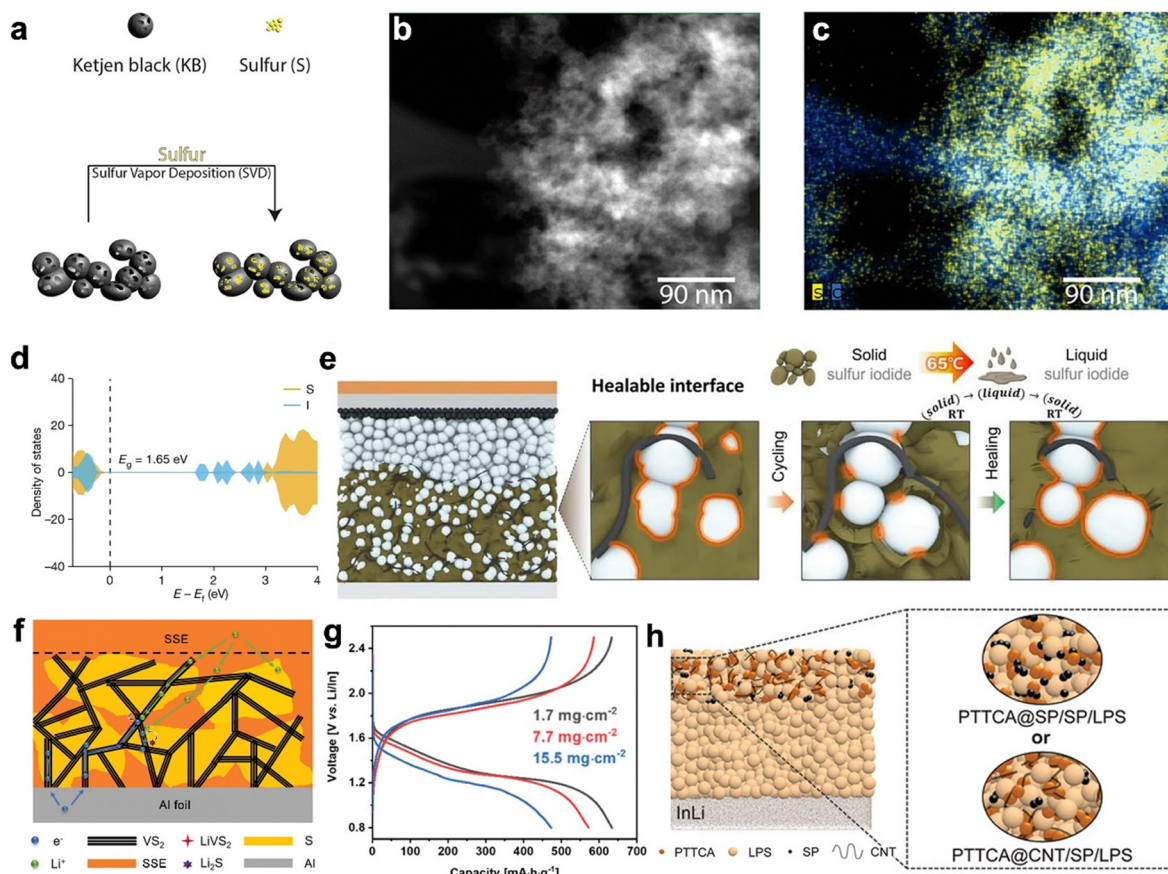 a
Ketjen black (KB)
Sulfur (S)
Sulfur
Sulfur Vapor Deposition (SVD)
b
90 nm
c
S C
90 nm
d
Density of states
40
20
0
−20
−40
S
I
E_g = 1.65 eV
0 1 2 3 4
E − E_f (eV)
e
Healable interface
Solid
sulfur iodide
65°C
Liquid
sulfur iodide
(solid) → (liquid) → (solid)
RT RT
Cycling
Healing
f
SSE
Al foil
e⁻ VS₂ LiVS₂ S
Li⁺ SSE Li₂S Al
g
Voltage [V vs. Li/In]
2.4
2.0
1.6
1.2
0.8
1.7 mg·cm⁻²
7.7 mg·cm⁻²
15.5 mg·cm⁻²
0 100 200 300 400 500 600 700
Capacity [mA·h·g⁻¹]
h
InLi
PTTCA LPS SP CNT
PTTCA@SP/SP/LPS
or
PTTCA@CNT/SP/LPS